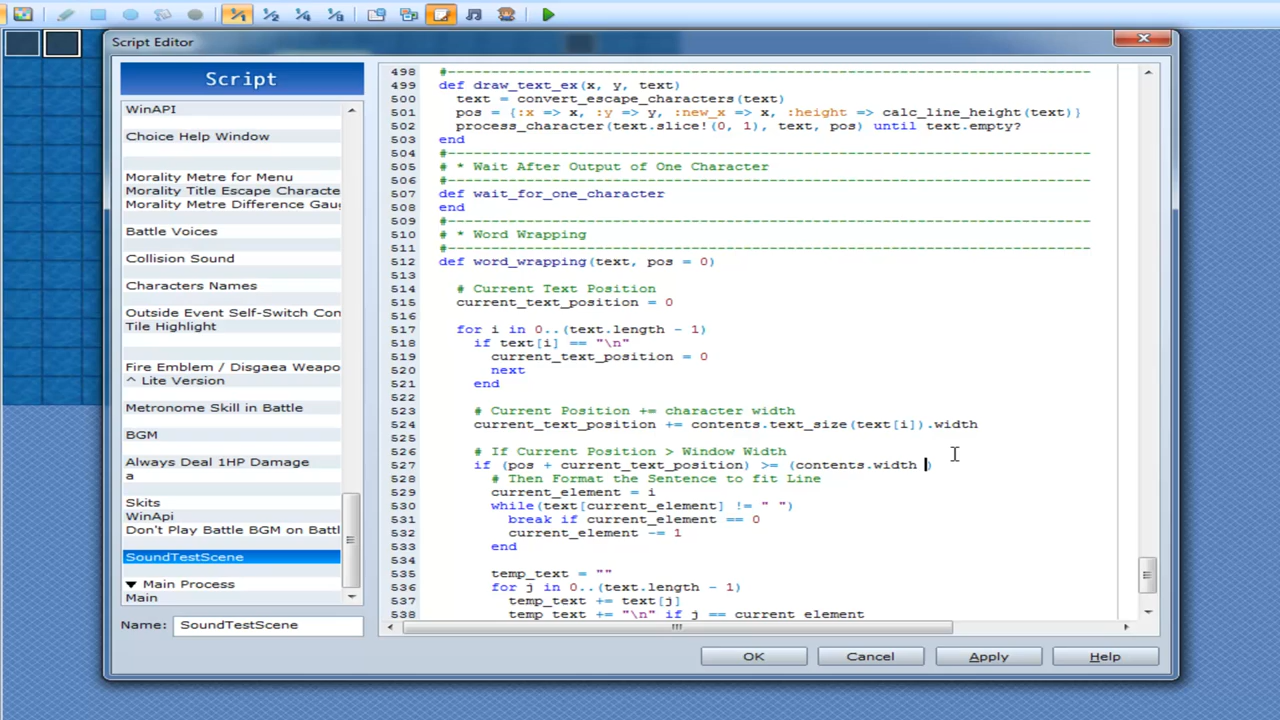 Script Editor
Script
WinAPI
Choice Help Window
Morality Metre for Menu
Morality Title Escape Characte
Morality Metre Difference Gau
Battle Voices
Collision Sound
Characters Names
Outside Event Self-Switch Con
Tile Highlight
Fire Emblem / Disgaea Weapo
^ Lite Version
Metronome Skill in Battle
BGM
Always Deal 1HP Damage
a
Skits
WinApi
Don't Play Battle BGM on Battl
SoundTestScene
▼ Main Process
Main
Name: SoundTestScene
498 #--------------------------------------------------------------------------
499 def draw_text_ex(x, y, text)
500 text = convert_escape_characters(text)
501 pos = {:x => x, :y => y, :new_x => x, :height => calc_line_height(text)}
502 process_character(text.slice!(0, 1), text, pos) until text.empty?
503 end
504 #--------------------------------------------------------------------------
505 # * Wait After Output of One Character
506 #--------------------------------------------------------------------------
507 def wait_for_one_character
508 end
509 #--------------------------------------------------------------------------
510 # * Word Wrapping
511 #--------------------------------------------------------------------------
512 def word_wrapping(text, pos = 0)
513
514 # Current Text Position
515 current_text_position = 0
516
517 for i in 0..(text.length - 1)
518 if text[i] == "\n"
519 current_text_position = 0
520 next
521 end
522
523 # Current Position += character width
524 current_text_position += contents.text_size(text[i]).width
525
526 # If Current Position > Window Width
527 if (pos + current_text_position) >= (contents.width )
528 # Then Format the Sentence to fit Line
529 current_element = i
530 while(text[current_element] != " ")
531 break if current_element == 0
532 current_element -= 1
533 end
534
535 temp_text = ""
536 for j in 0..(text.length - 1)
537 temp_text += text[j]
538 temp_text += "\n" if j == current_element
OK
Cancel
Apply
Help